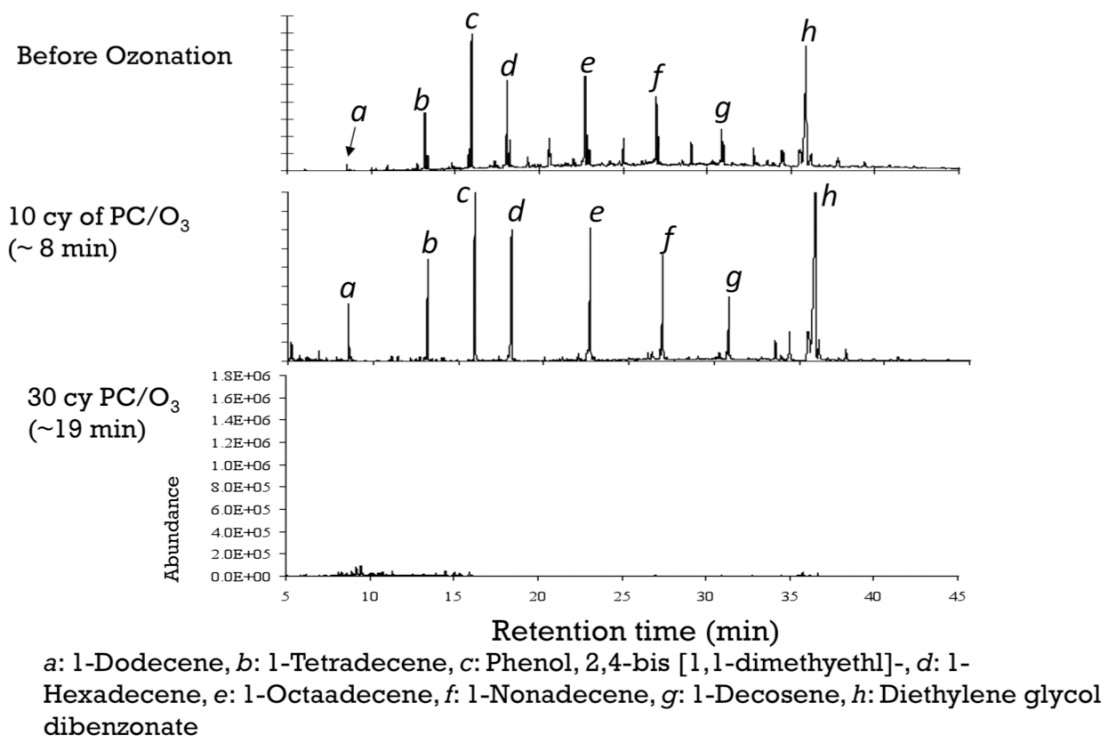 Before Ozonation
a b c d e f g h
10 cy of PC/O₃
(~ 8 min)
a b c d e f g h
30 cy PC/O₃
(~19 min)
Abundance
1.8E+06
1.6E+06
1.4E+06
1.2E+06
1.0E+06
8.0E+05
6.0E+05
4.0E+05
2.0E+05
0.0E+00
5 10 15 20 25 30 35 40 45
Retention time (min)
a: 1-Dodecene, b: 1-Tetradecene, c: Phenol, 2,4-bis [1,1-dimethyethl]-, d: 1-
Hexadecene, e: 1-Octaadecene, f: 1-Nonadecene, g: 1-Decosene, h: Diethylene glycol
dibenzonate